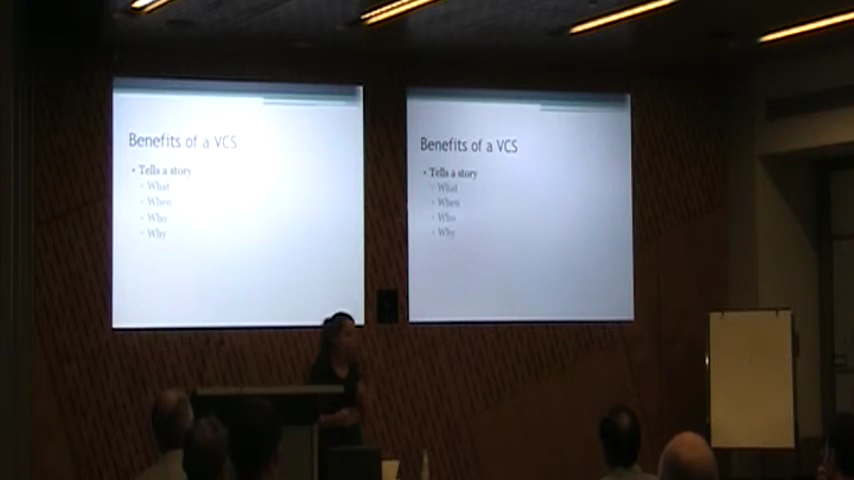 Benefits of a VCS
• Tells a story
◦ What
◦ When
◦ Who
◦ Why
Benefits of a VCS
• Tells a story
◦ What
◦ When
◦ Who
◦ Why